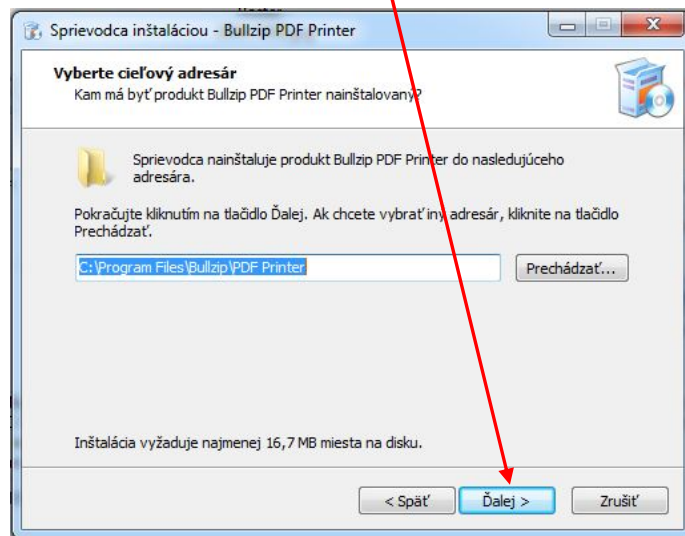 Sprievodca inštaláciou - Bullzip PDF Printer
Vyberte cieľový adresár
Kam má byť produkt Bullzip PDF Printer nainštalovaný?
Sprievodca nainštaluje produkt Bullzip PDF Printer do nasledujúceho
adresára.
Pokračujte kliknutím na tlačidlo Ďalej. Ak chcete vybrať iný adresár, kliknite na tlačidlo
Prechádzať.
C:\Program Files\Bullzip\PDF Printer
Prechádzať...
Inštalácia vyžaduje najmenej 16,7 MB miesta na disku.
< Späť
Ďalej >
Zrušiť